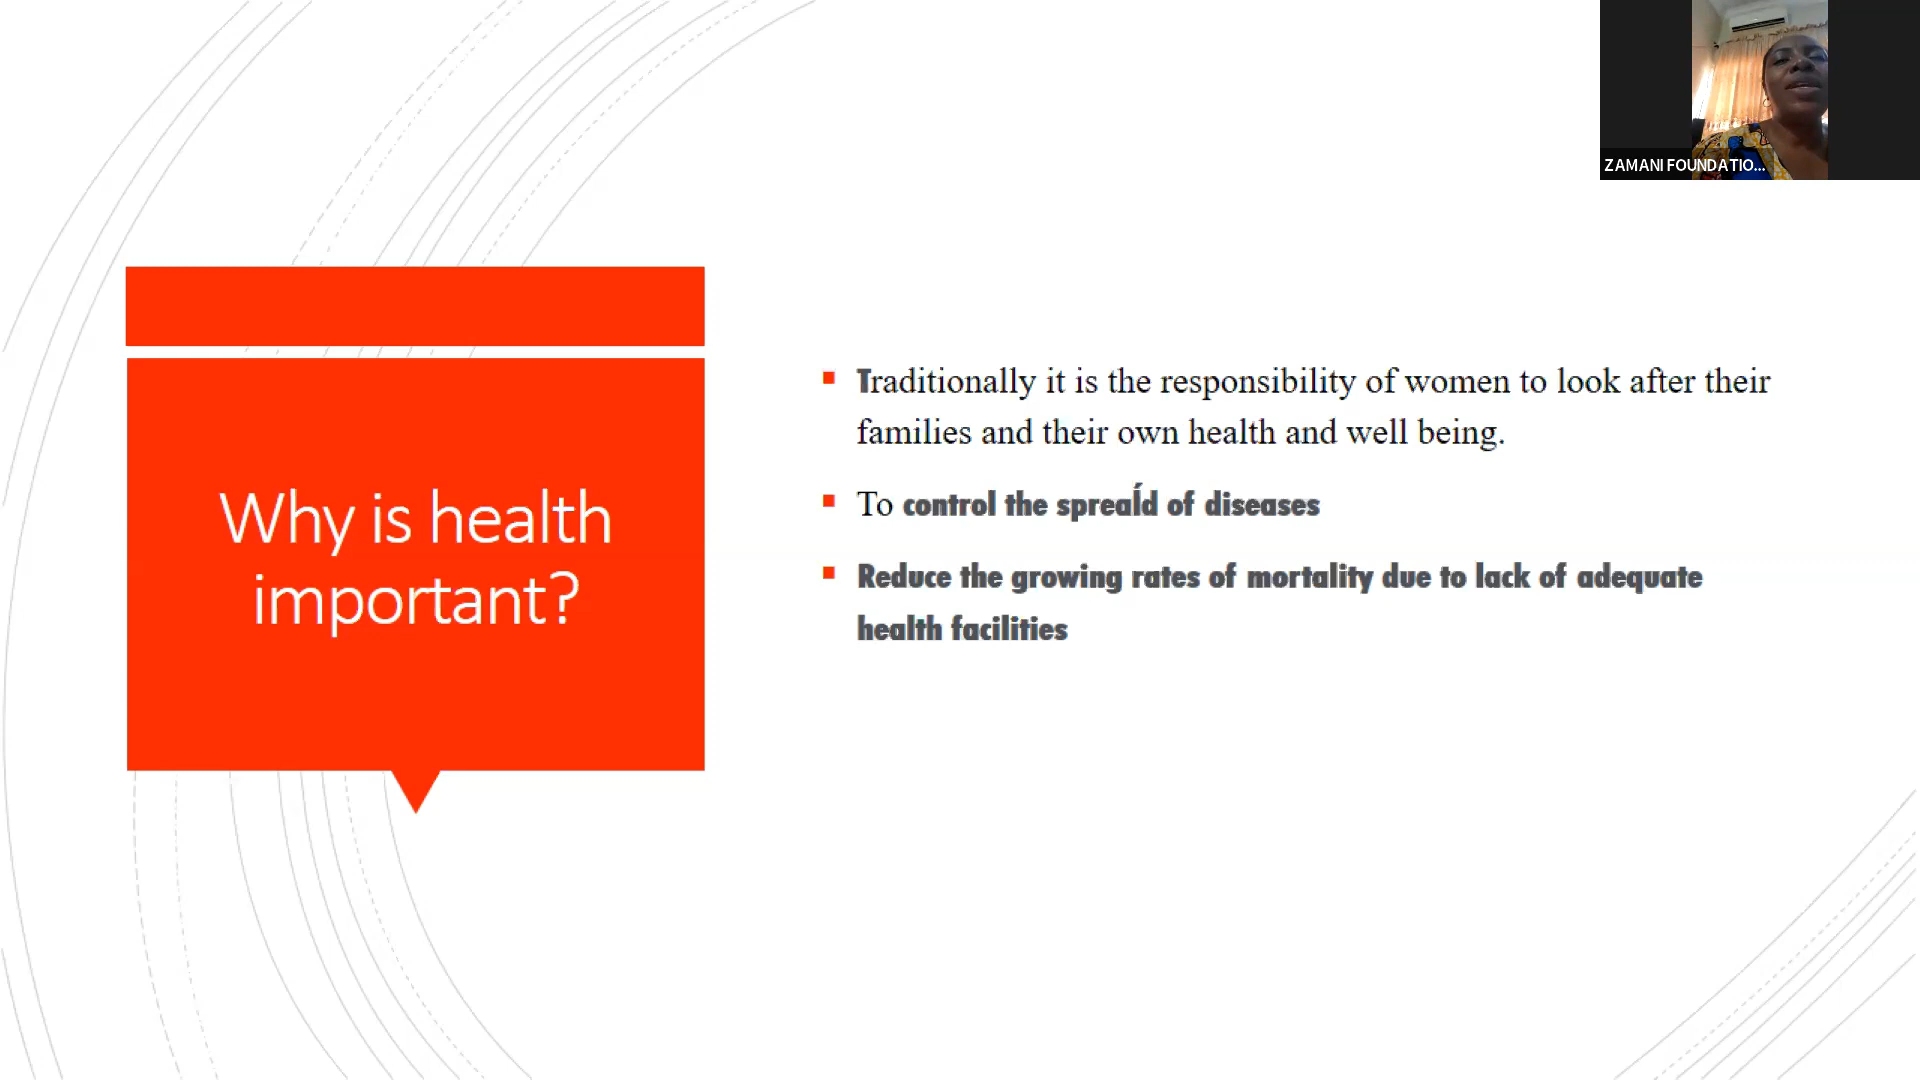 ZAMANI FOUNDATIO...
Why is health
important?
Traditionally it is the responsibility of women to look after their
families and their own health and well being.
To control the spreaĺd of diseases
Reduce the growing rates of mortality due to lack of adequate
health facilities